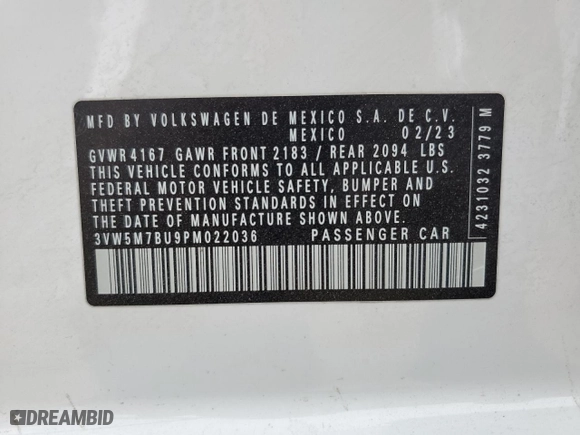 MFD BY VOLKSWAGEN DE MEXICO S.A. DE C.V.
MEXICO 02/23
GVWR 4167 GAWR FRONT 2183 / REAR 2094 LBS
THIS VEHICLE CONFORMS TO ALL APPLICABLE U.S.
FEDERAL MOTOR VEHICLE SAFETY, BUMPER AND
THEFT PREVENTION STANDARDS IN EFFECT ON
THE DATE OF MANUFACTURE SHOWN ABOVE.
3VW5M7BU9PM022036 PASSENGER CAR
4231032 3779 M
DREAMBID